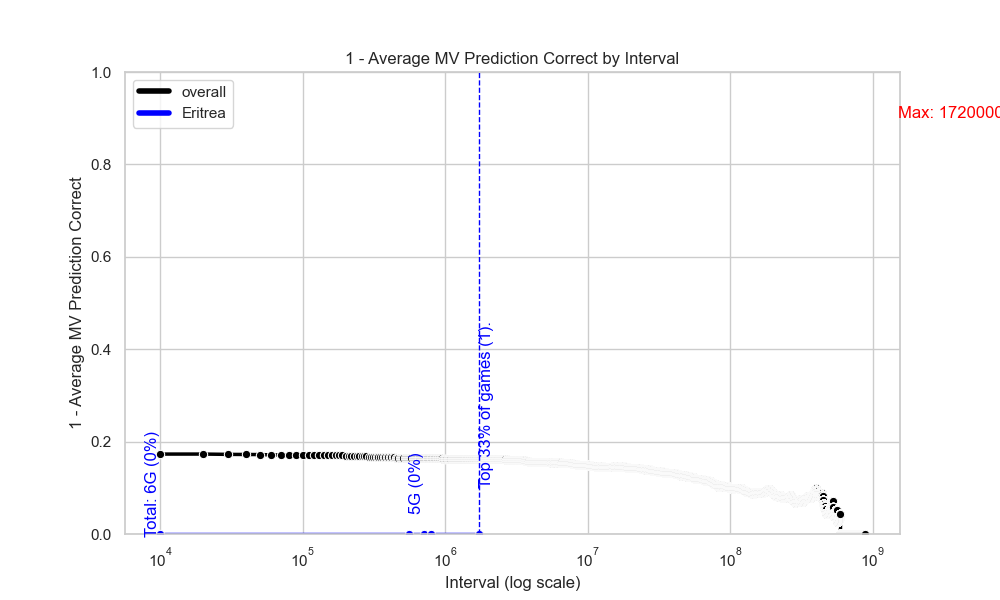 1 - Average MV Prediction Correct by Interval
overall
Eritrea
Max: 1720000
1 - Average MV Prediction Correct
1.0
0.8
0.6
0.4
0.2
0.0
Total: 6G (0%)
5G (0%)
Top 33% of games (1).
10^4
10^5
10^6
10^7
10^8
10^9
Interval (log scale)